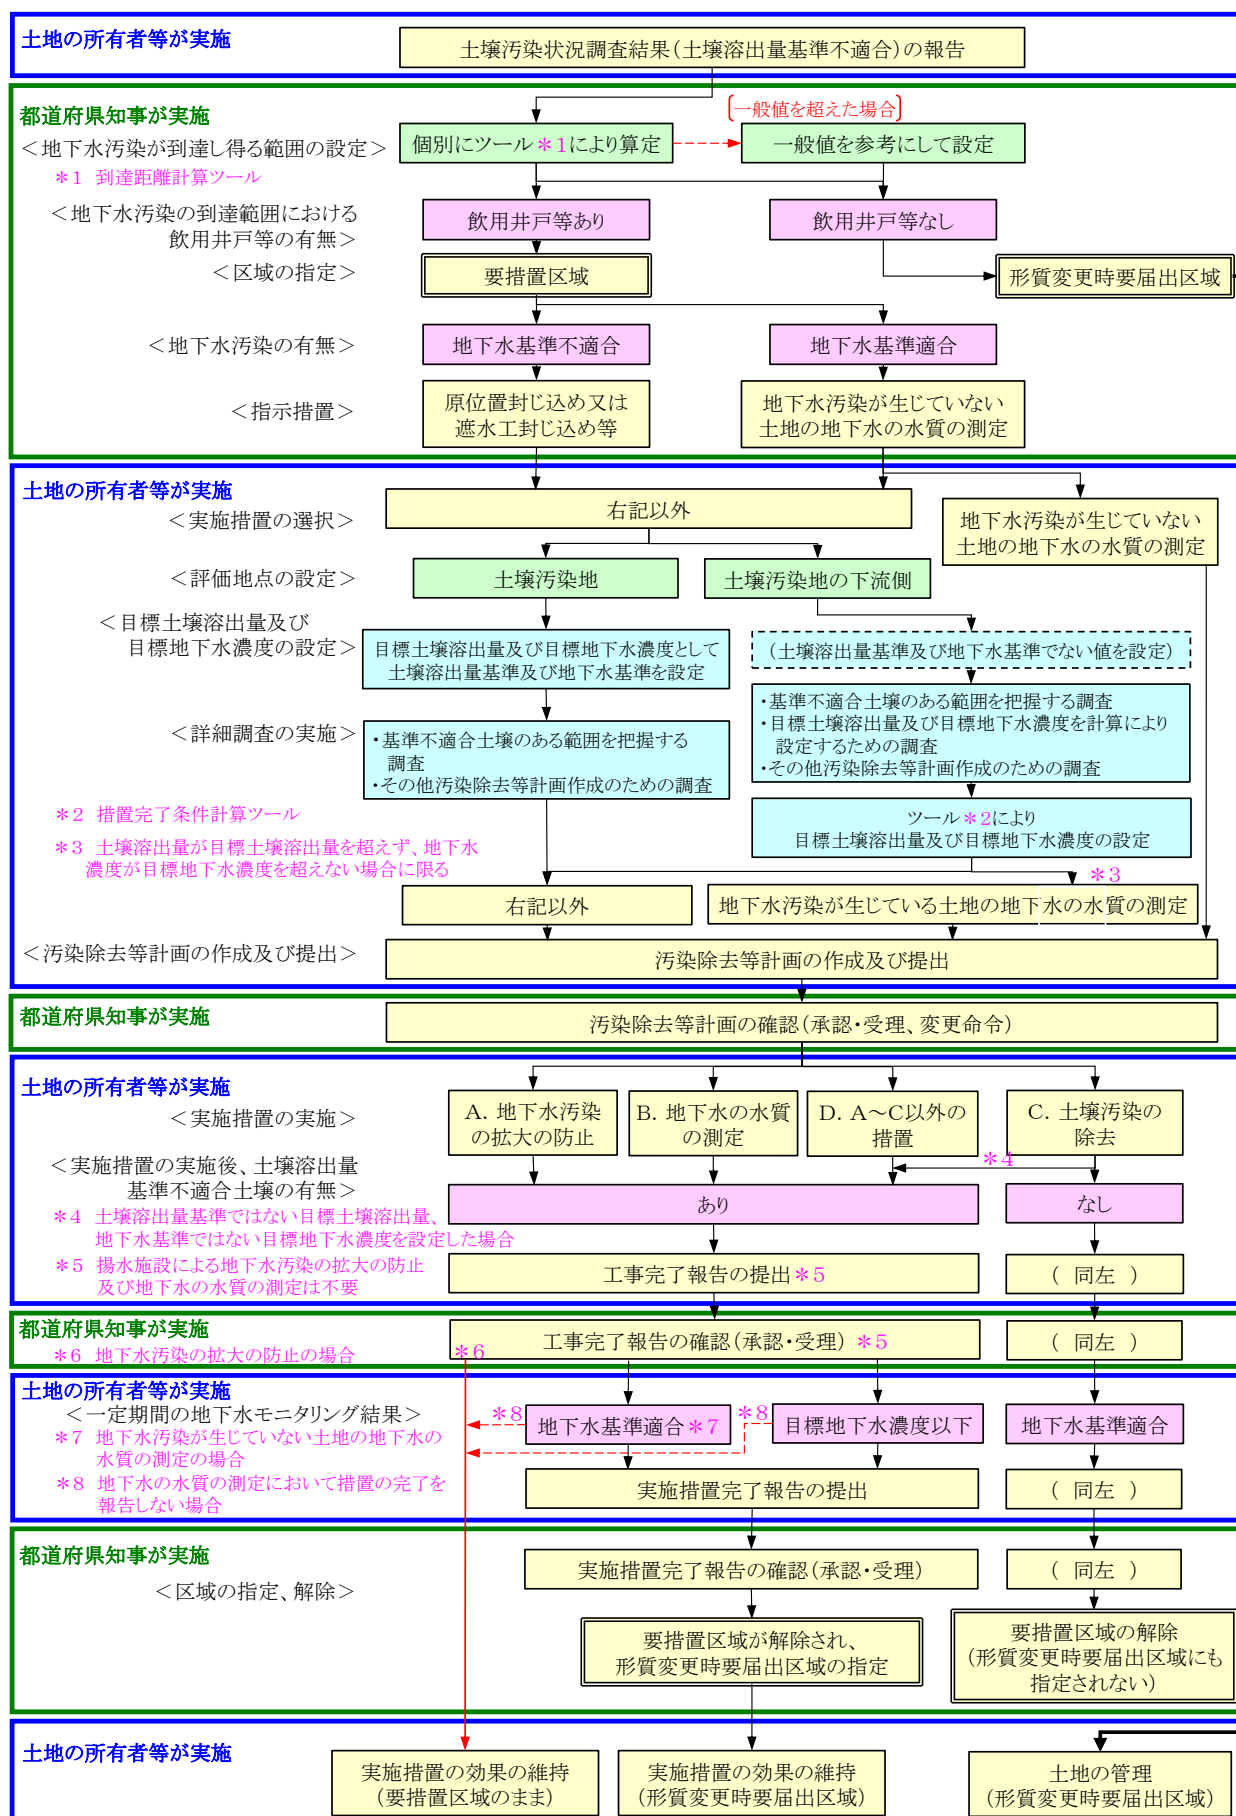 土地の所有者等が実施
土壌汚染状況調査結果(土壌溶出量基準不適合)の報告
都道府県知事が実施
[一般値を超えた場合]
<地下水汚染が到達し得る範囲の設定>
個別にツール*1により算定
一般値を参考にして設定
*1 到達距離計算ツール
<地下水汚染の到達範囲における
飲用井戸等の有無>
飲用井戸等あり
飲用井戸等なし
<区域の指定>
要措置区域
形質変更時要届出区域
<地下水汚染の有無>
地下水基準不適合
地下水基準適合
<指示措置>
原位置封じ込め又は
遮水工封じ込め等
地下水汚染が生じていない
土地の地下水の水質の測定
土地の所有者等が実施
<実施措置の選択>
右記以外
地下水汚染が生じていない
土地の地下水の水質の測定
<評価地点の設定>
土壌汚染地
土壌汚染地の下流側
<目標土壌溶出量及び
目標地下水濃度の設定>
目標土壌溶出量及び目標地下水濃度として
土壌溶出量基準及び地下水基準を設定
(土壌溶出量基準及び地下水基準でない値を設定)
<詳細調査の実施>
・基準不適合土壌のある範囲を把握する
調査
・その他汚染除去等計画作成のための調査
・基準不適合土壌のある範囲を把握する調査
・目標土壌溶出量及び目標地下水濃度を計算により
設定するための調査
・その他汚染除去等計画作成のための調査
*2 措置完了条件計算ツール
ツール*2により
目標土壌溶出量及び目標地下水濃度の設定
*3 土壌溶出量が目標土壌溶出量を超えず、地下水
濃度が目標地下水濃度を超えない場合に限る
*3
右記以外
地下水汚染が生じている土地の地下水の水質の測定
<汚染除去等計画の作成及び提出>
汚染除去等計画の作成及び提出
都道府県知事が実施
汚染除去等計画の確認(承認・受理、変更命令)
土地の所有者等が実施
<実施措置の実施>
A. 地下水汚染
の拡大の防止
B. 地下水の水質
の測定
D. A~C以外の
措置
C. 土壌汚染の
除去
*4
<実施措置の実施後、土壌溶出量
基準不適合土壌の有無>
あり
なし
*4 土壌溶出量基準ではない目標土壌溶出量、
地下水基準ではない目標地下水濃度を設定した場合
*5 揚水施設による地下水汚染の拡大の防止
及び地下水の水質の測定は不要
工事完了報告の提出*5
( 同左 )
都道府県知事が実施
工事完了報告の確認(承認・受理) *5
( 同左 )
*6 地下水汚染の拡大の防止の場合
*6
土地の所有者等が実施
<一定期間の地下水モニタリング結果>
*8
地下水基準適合*7
*8
目標地下水濃度以下
地下水基準適合
*7 地下水汚染が生じていない土地の地下水の
水質の測定の場合
*8 地下水の水質の測定において措置の完了を
報告しない場合
実施措置完了報告の提出
( 同左 )
都道府県知事が実施
実施措置完了報告の確認(承認・受理)
( 同左 )
<区域の指定、解除>
要措置区域が解除され、
形質変更時要届出区域の指定
要措置区域の解除
(形質変更時要届出区域にも
指定されない)
土地の所有者等が実施
実施措置の効果の維持
(要措置区域のまま)
実施措置の効果の維持
(形質変更時要届出区域)
土地の管理
(形質変更時要届出区域)